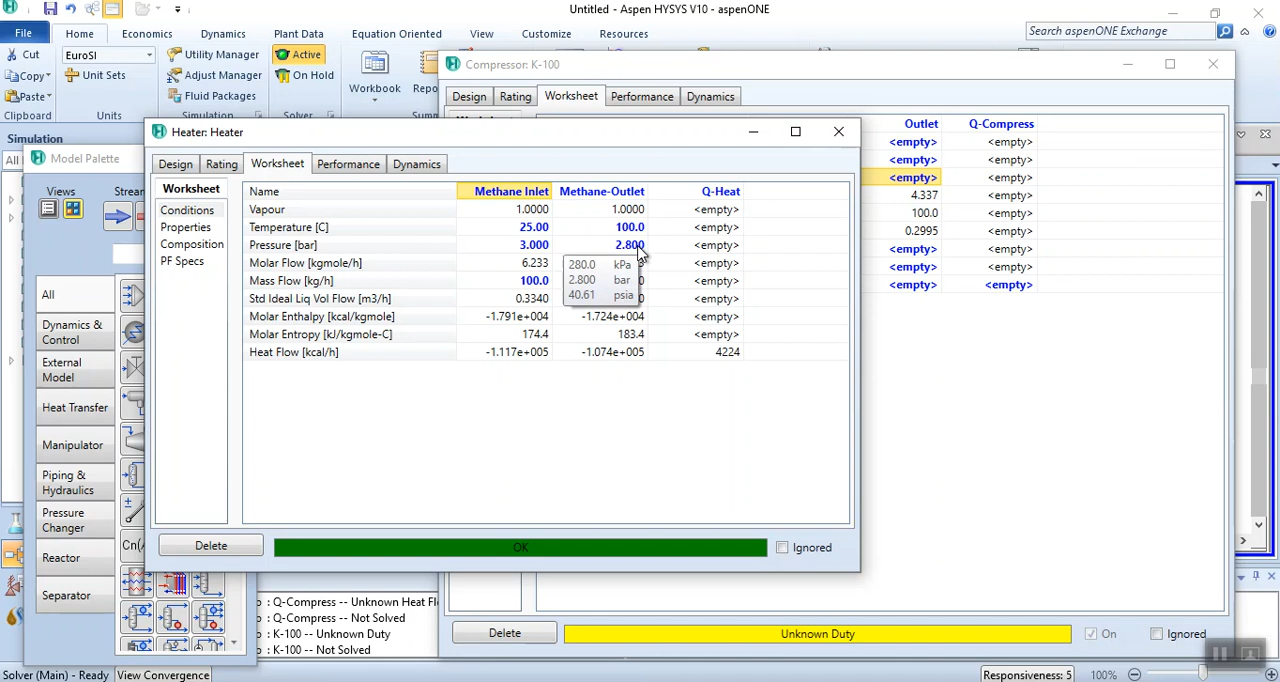 Untitled - Aspen HYSYS V10 - aspenONE
File Home Economics Dynamics Plant Data Equation Oriented View Customize Resources Search aspenONE Exchange
Cut
Copy
Paste
Clipboard
EuroSI
Unit Sets
Units
Utility Manager
Adjust Manager
Fluid Packages
Simulation
Active
On Hold
Solver
Workbook
Simulation
Model Palette
Views
All
Dynamics & Control
External Model
Heat Transfer
Manipulator
Piping & Hydraulics
Pressure Changer
Reactor
Separator
Compressor: K-100
Design Rating Worksheet Performance Dynamics
Outlet Q-Compress
<empty> <empty>
<empty> <empty>
<empty> <empty>
4.337 <empty>
100.0 <empty>
0.2995 <empty>
<empty> <empty>
<empty> <empty>
<empty> <empty>
Delete Unknown Duty On Ignored
Heater: Heater
Design Rating Worksheet Performance Dynamics
Worksheet
Conditions
Properties
Composition
PF Specs
Name Methane Inlet Methane-Outlet Q-Heat
Vapour 1.0000 1.0000 <empty>
Temperature [C] 25.00 100.0 <empty>
Pressure [bar] 3.000 2.800 <empty>
Molar Flow [kgmole/h] 6.233 <empty>
Mass Flow [kg/h] 100.0 <empty>
Std Ideal Liq Vol Flow [m3/h] 0.3340 <empty>
Molar Enthalpy [kcal/kgmole] -1.791e+004 -1.724e+004 <empty>
Molar Entropy [kJ/kgmole-C] 174.4 183.4 <empty>
Heat Flow [kcal/h] -1.117e+005 -1.074e+005 4224
280.0 kPa
2.800 bar
40.61 psia
Delete OK Ignored
: Q-Compress -- Unknown Heat Fl
: Q-Compress -- Not Solved
: K-100 -- Unknown Duty
: K-100 -- Not Solved
Solver (Main) - Ready View Convergence Responsiveness: 5 100%